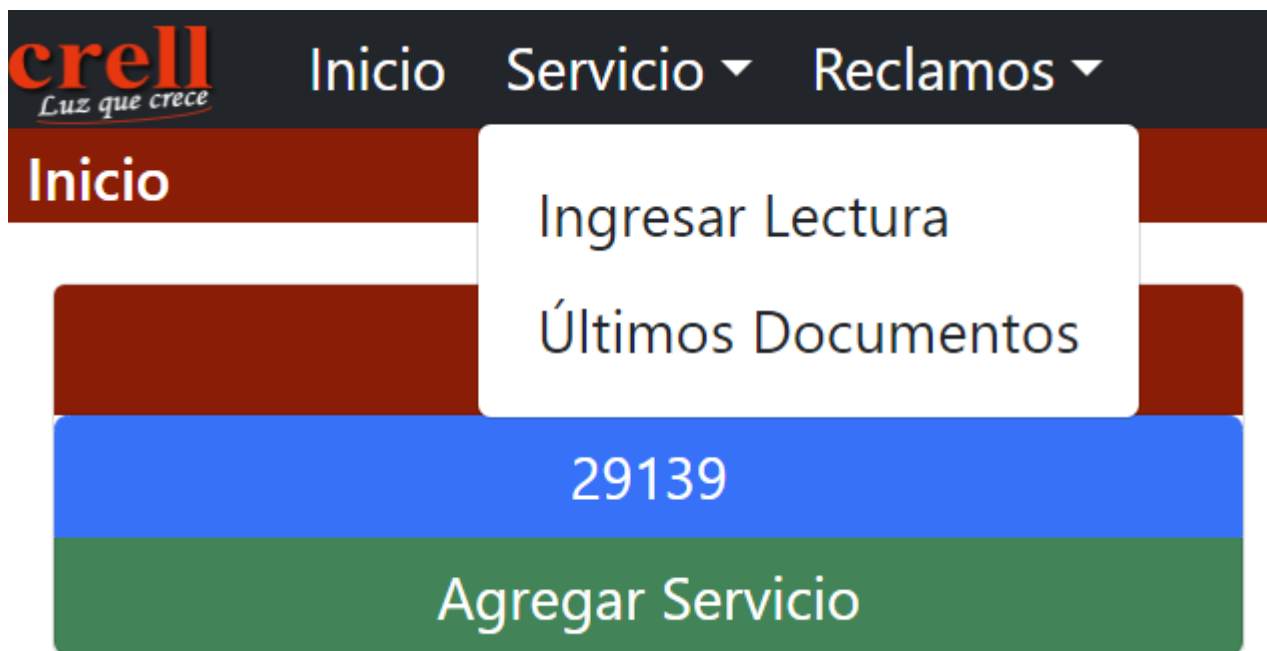 crell
Luz que crece
Inicio Servicio Reclamos
Inicio
Ingresar Lectura
Últimos Documentos
29139
Agregar Servicio